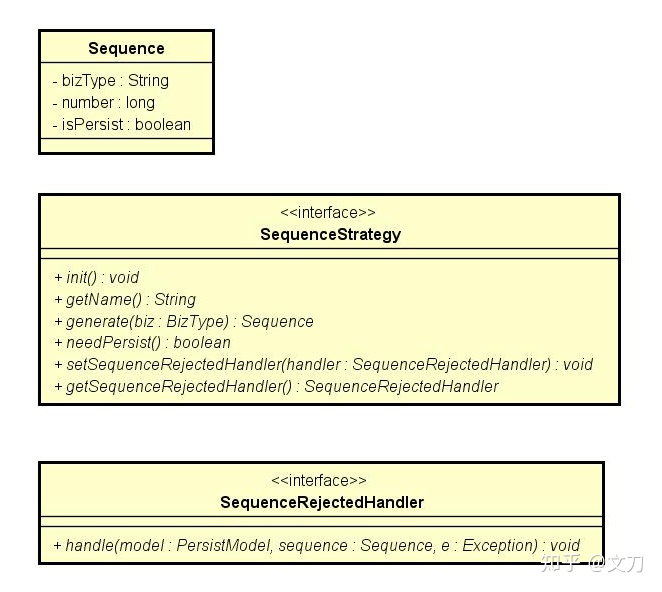 Sequence
- bizType : String
- number : long
- isPersist : boolean
<<interface>>
SequenceStrategy
+ init() : void
+ getName() : String
+ generate(biz : BizType) : Sequence
+ needPersist() : boolean
+ setSequenceRejectedHandler(handler : SequenceRejectedHandler) : void
+ getSequenceRejectedHandler() : SequenceRejectedHandler
<<interface>>
SequenceRejectedHandler
+ handle(model : PersistModel, sequence : Sequence, e : Exception) : void
知乎 @文刀